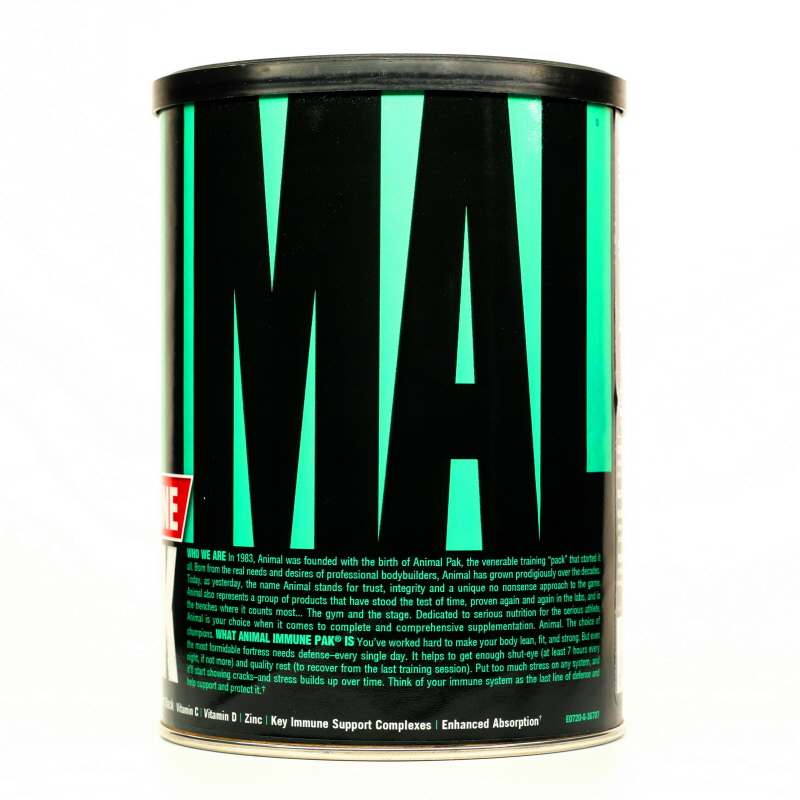 MAL
NE
K
WHO WE ARE In 1983, Animal was founded with the birth of Animal Pak, the venerable training "pack" that started it
all. Born from the real needs and desires of professional bodybuilders, Animal has grown prodigiously over the decades.
Today, as yesterday, the name Animal stands for trust, integrity and a unique no nonsense approach to the game.
Animal also represents a group of products that have stood the test of time, proven again and again in the labs, and in
the trenches where it counts most... The gym and the stage. Dedicated to serious nutrition for the serious athlete,
Animal is your choice when it comes to complete and comprehensive supplementation. Animal. The choice of
champions. WHAT ANIMAL IMMUNE PAK® IS You've worked hard to make your body lean, fit, and strong. But even
the most formidable fortress needs defense–every single day. It helps to get enough shut-eye (at least 7 hours every
night, if not more) and quality rest (to recover from the last training session). Put too much stress on any system, and
it'll start showing cracks–and stress builds up over time. Think of your immune system as the last line of defense and
help support and protect it.†
Vitamin C | Vitamin D | Zinc | Key Immune Support Complexes | Enhanced Absorption†
E0720-G-36707